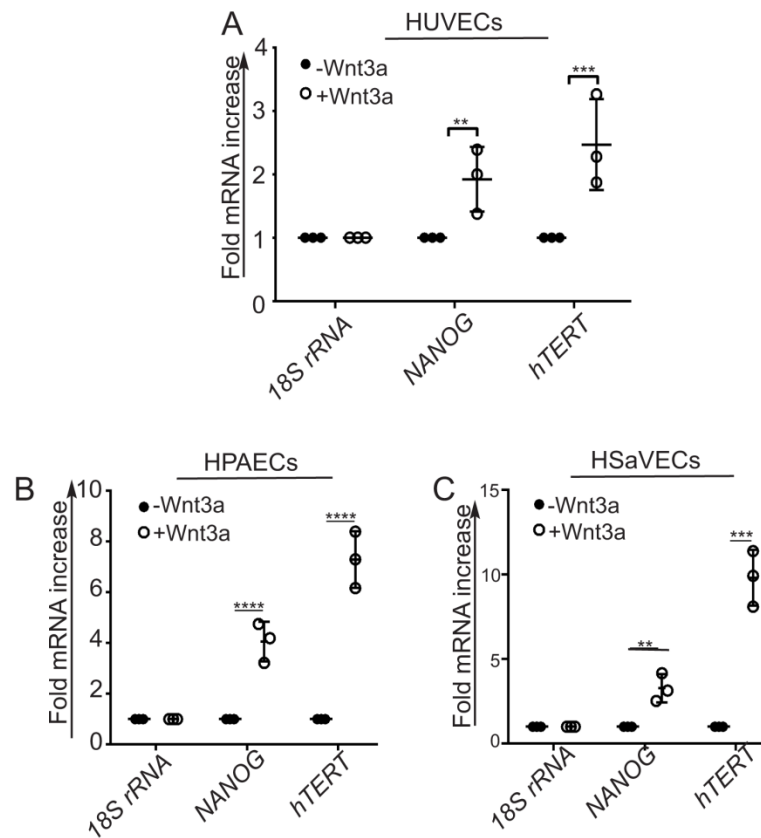 A
HUVECs
Fold mRNA increase
4
3
2
1
0
-Wnt3a
+Wnt3a
**
***
18S rRNA
NANOG
hTERT
B
HPAECs
Fold mRNA increase
10
8
6
4
2
0
-Wnt3a
+Wnt3a
****
****
18S rRNA
NANOG
hTERT
C
HSaVECs
Fold mRNA increase
15
10
5
0
-Wnt3a
+Wnt3a
**
***
18S rRNA
NANOG
hTERT